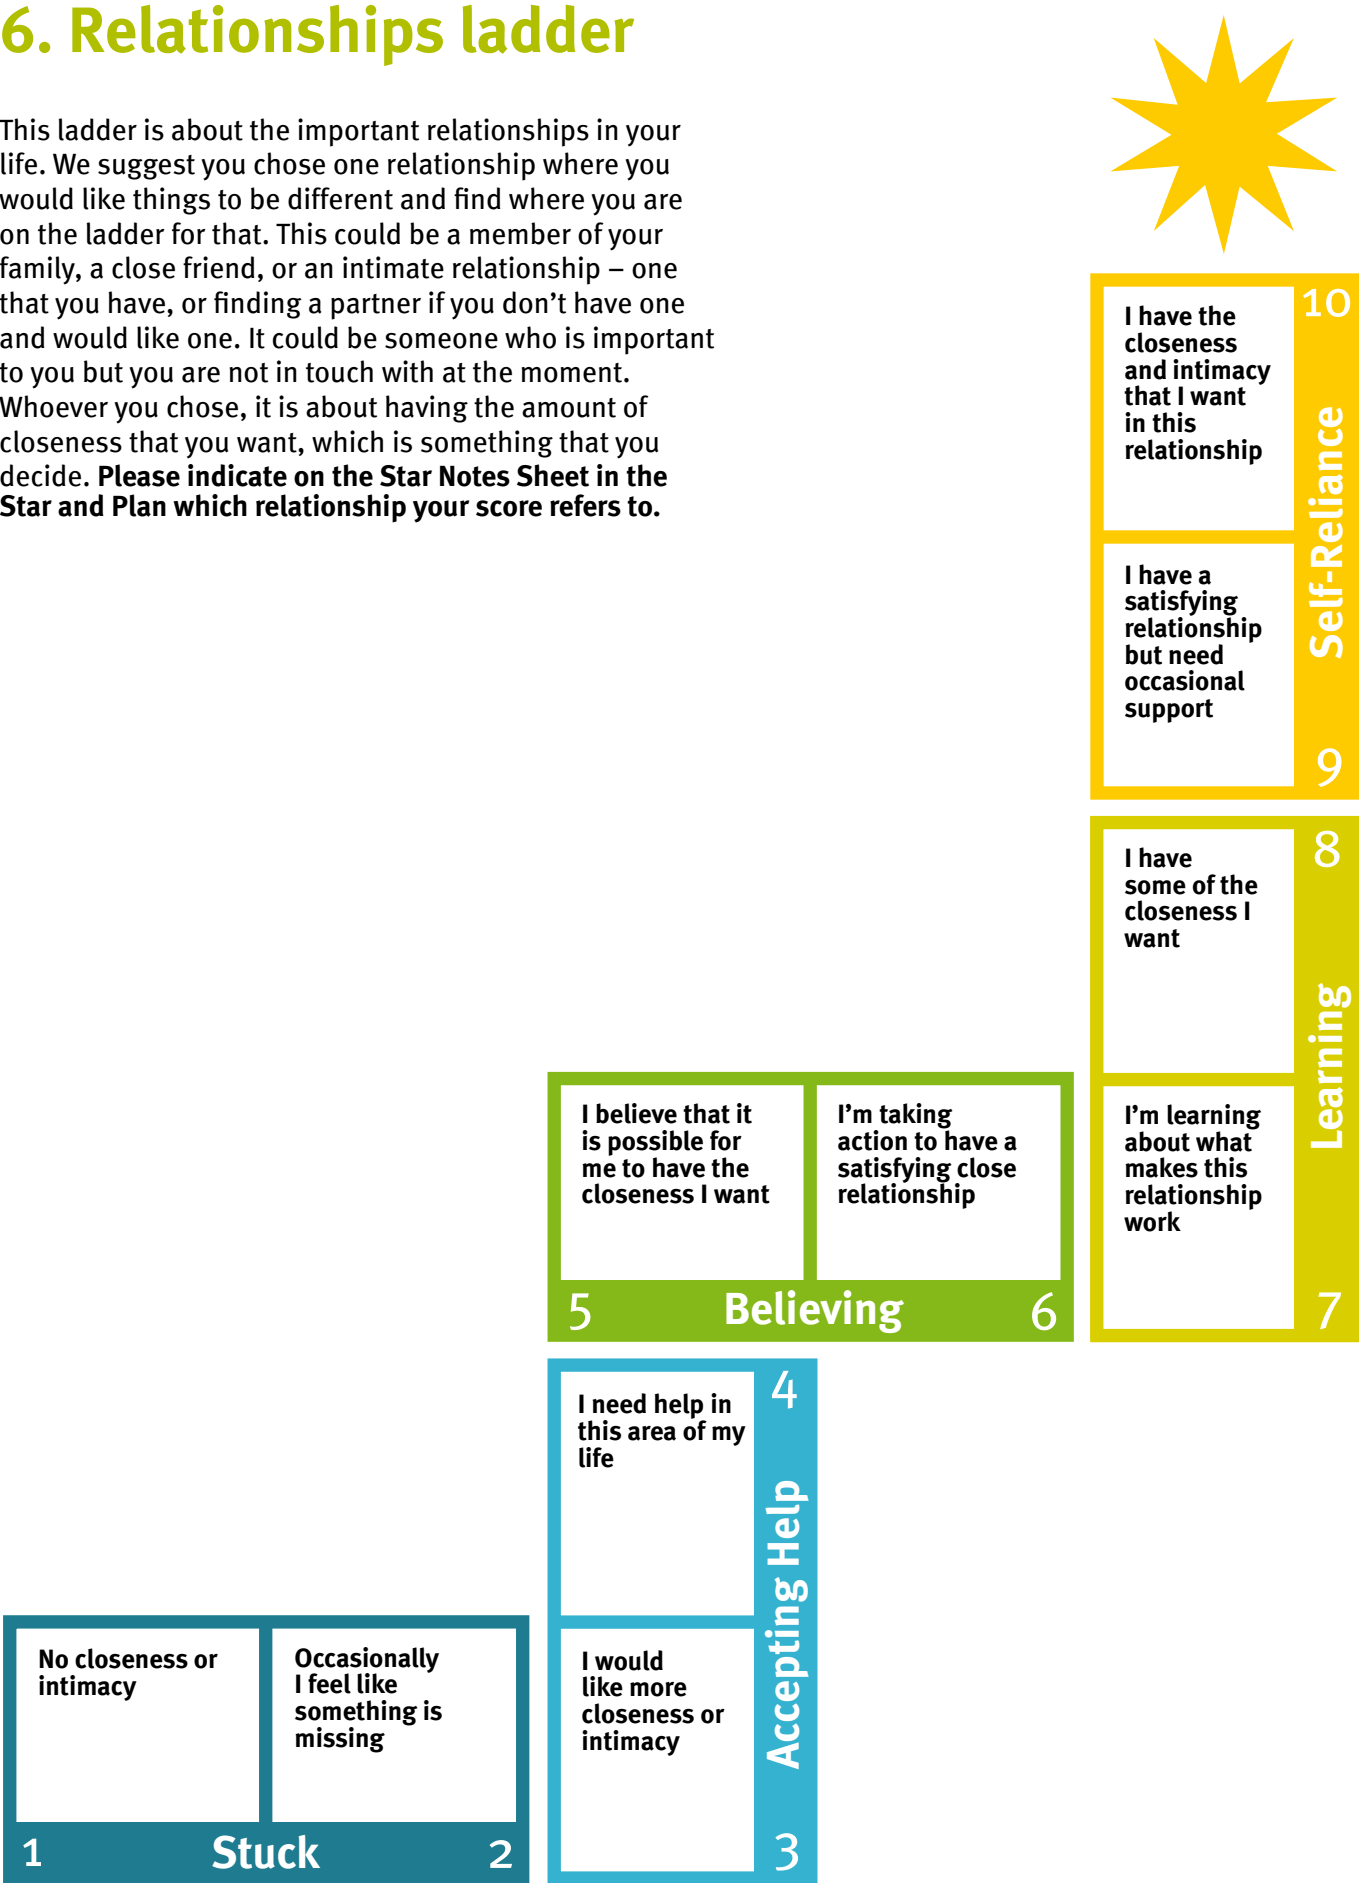 6. Relationships ladder
This ladder is about the important relationships in your
life. We suggest you chose one relationship where you
would like things to be different and find where you are
on the ladder for that. This could be a member of your
family, a close friend, or an intimate relationship – one
that you have, or finding a partner if you don’t have one
and would like one. It could be someone who is important
to you but you are not in touch with at the moment.
Whoever you chose, it is about having the amount of
closeness that you want, which is something that you
decide. Please indicate on the Star Notes Sheet in the
Star and Plan which relationship your score refers to.
10
I have the
closeness
and intimacy
that I want
in this
relationship
Self-Reliance
I have a
satisfying
relationship
but need
occasional
support
9
8
I have
some of the
closeness I
want
Learning
I’m learning
about what
makes this
relationship
work
7
I believe that it
is possible for
me to have the
closeness I want
I’m taking
action to have a
satisfying close
relationship
5 Believing 6
4
I need help in
this area of my
life
Accepting Help
I would
like more
closeness or
intimacy
3
No closeness or
intimacy
Occasionally
I feel like
something is
missing
1 Stuck 2